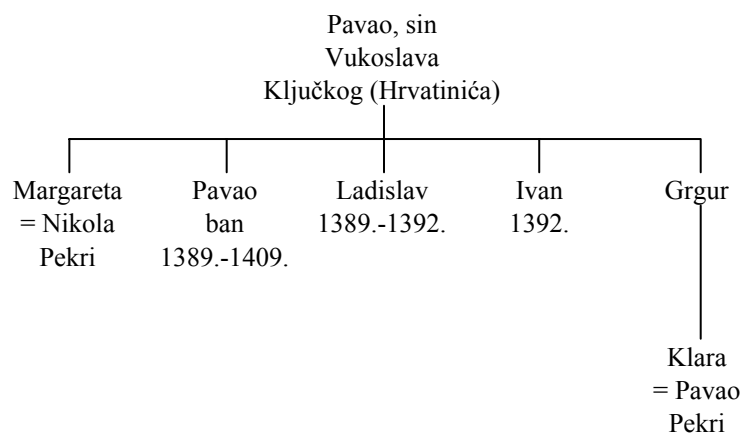 Pavao, sin
Vukoslava
Ključkog (Hrvatinića)
Margareta
= Nikola
Pekri
Pavao
ban
1389.-1409.
Ladislav
1389.-1392.
Ivan
1392.
Grgur
Klara
= Pavao
Pekri